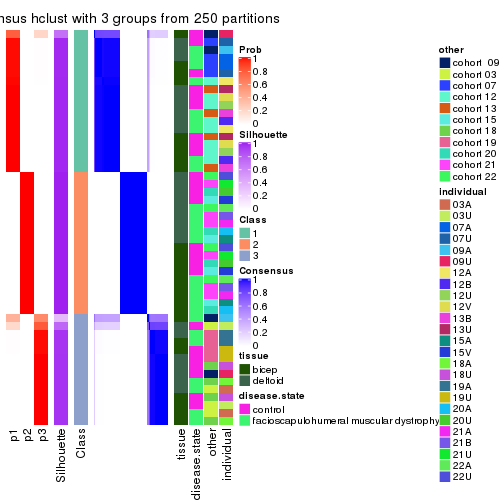 nsus hclust with 3 groups from 250 partitions
Prob
1
0.8
0.6
0.4
0.2
0
Silhouette
1
0.8
0.6
0.4
0.2
0
Class
1
2
3
Consensus
1
0.8
0.6
0.4
0.2
0
tissue
bicep
deltoid
disease.state
control
facioscapulohumeral muscular dystrophy
other
cohort  09
cohort 03
cohort 07
cohort 12
cohort 13
cohort 15
cohort 18
cohort 19
cohort 20
cohort 21
cohort 22
individual
03A
03U
07A
07U
09A
09U
12A
12B
12U
12V
13B
13U
15A
15V
18A
18U
19A
19U
20A
20U
21A
21B
21U
22A
22U
p1
p2
p3
Silhouette
Class
tissue
disease.state
other
individual